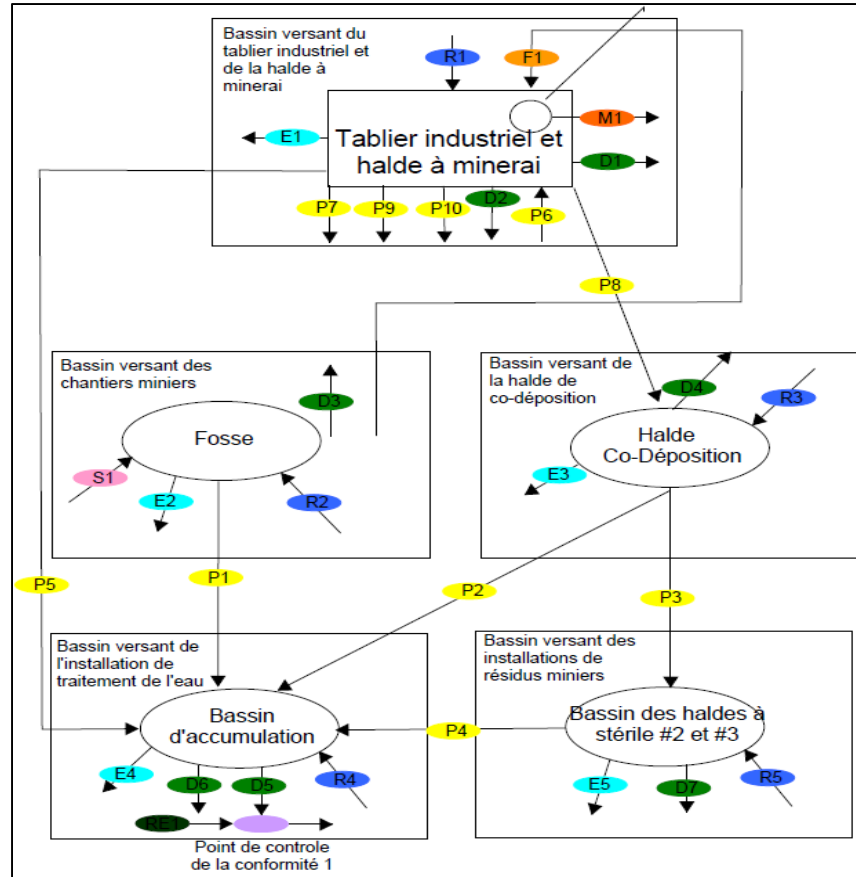 Bassin versant du
tablier industriel et
de la halde à
minerai
R1
F1
M1
E1
Tablier industriel et
halde à minerai
D1
P7
P9
P10
D2
P6
P8
Bassin versant des
chantiers miniers
D3
Fosse
S1
E2
R2
Bassin versant de
la halde de
co-déposition
D4
R3
Halde
Co-Déposition
E3
P5
P1
P2
P3
Bassin versant de
l'installation de
traitement de l'eau
Bassin
d'accumulation
E4
D6
D5
R4
RE1
Point de controle
de la conformité 1
P4
Bassin versant des
installations de
résidus miniers
Bassin des haldes à
stérile #2 et #3
E5
D7
R5